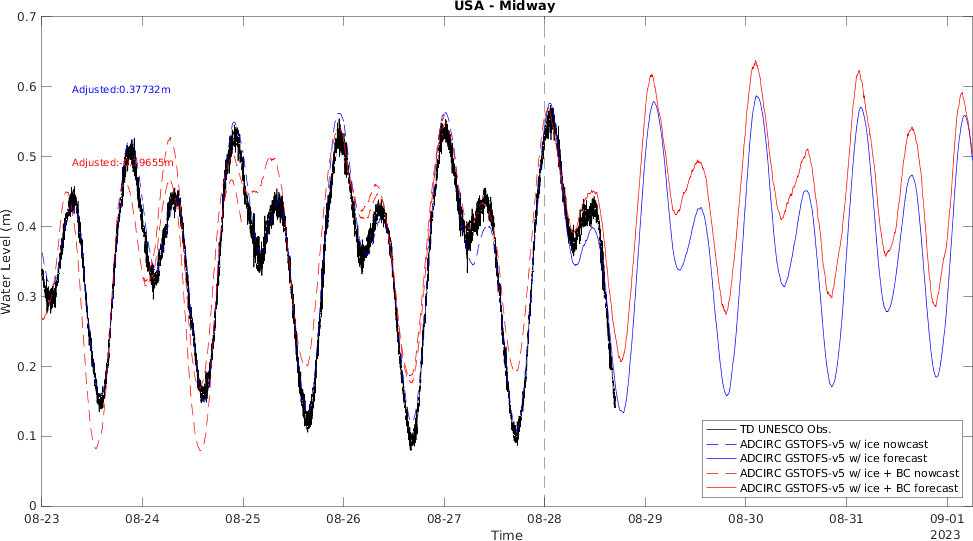 USA - Midway
0.7
0.6
0.5
0.4
0.3
0.2
0.1
0
Water Level (m)
Adjusted:0.37732m
TD UNESCO Obs.
ADCIRC GSTOFS-v5 w/ ice nowcast
ADCIRC GSTOFS-v5 w/ ice forecast
ADCIRC GSTOFS-v5 w/ ice + BC nowcast
ADCIRC GSTOFS-v5 w/ ice + BC forecast
08-23 08-24 08-25 08-26 08-27 08-28 08-29 08-30 08-31 09-01
2023
Time